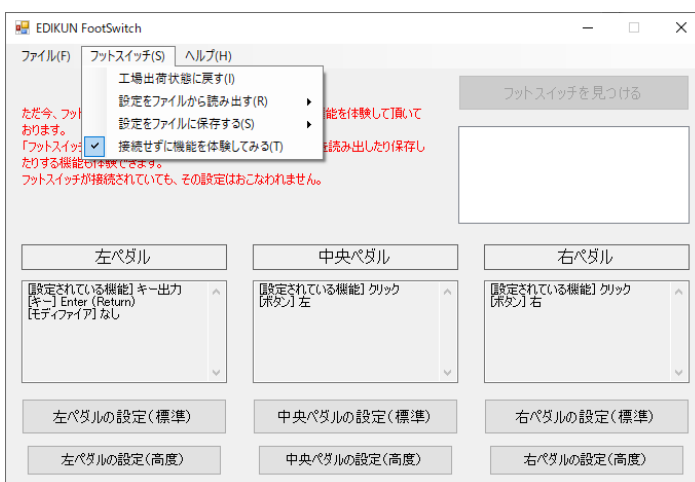 EDIKUN FootSwitch
ファイル(F) フットスイッチ(S) ヘルプ(H)
工場出荷状態に戻す(I)
設定をファイルから読み出す(R)
設定をファイルに保存する(S)
接続せずに機能を体験してみる(T)
フットスイッチを見つける
ただ今、フット
能を体験して頂いて
おります。
「フットスイッ
読み出したり保存し
たりする機能も体験できます。
フットスイッチが接続されていても、その設定はおこなわれません。
左ペダル
中央ペダル
右ペダル
[設定されている機能] キー出力
[キー] Enter (Return)
[モディファイア] なし
[設定されている機能] クリック
[ボタン] 左
[設定されている機能] クリック
[ボタン] 右
左ペダルの設定(標準)
中央ペダルの設定(標準)
右ペダルの設定(標準)
左ペダルの設定(高度)
中央ペダルの設定(高度)
右ペダルの設定(高度)